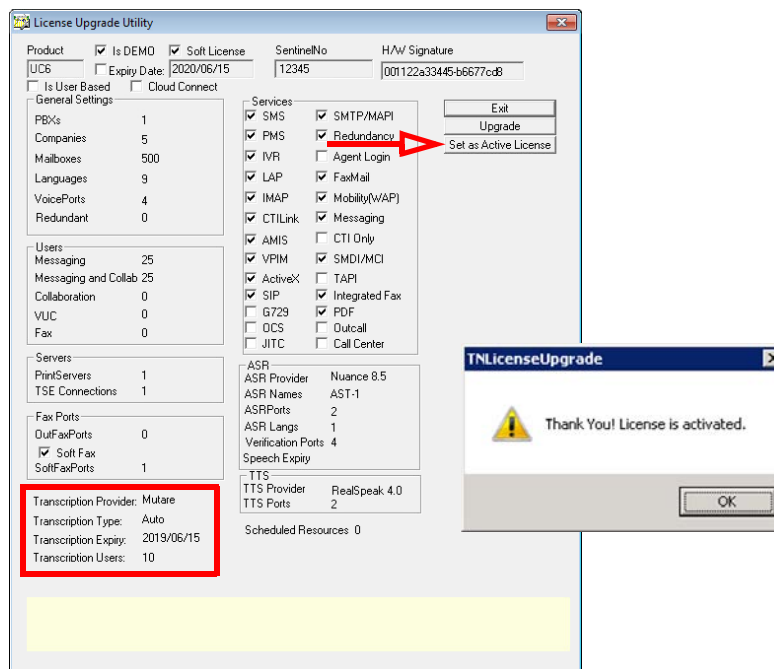 License Upgrade Utility
Product Is DEMO Soft License SentinelNo H/W Signature
UC6 Expiry Date: 2020/06/15 12345 001122a33445-b6677cd8
Is User Based Cloud Connect
General Settings
PBXs 1
Companies 5
Mailboxes 500
Languages 9
VoicePorts 4
Redundant 0
Users
Messaging 25
Messaging and Collab 25
Collaboration 0
VUC 0
Fax 0
Servers
PrintServers 1
TSE Connections 1
Fax Ports
OutFaxPorts 0
Soft Fax
SoftFaxPorts 1
Transcription Provider: Mutare
Transcription Type: Auto
Transcription Expiry: 2019/06/15
Transcription Users: 10
Services
SMS SMTP/MAPI
PMS Redundancy
IVR Agent Login
LAP FaxMail
IMAP Mobility(WAP)
CTILink Messaging
AMIS CTI Only
VPIM SMDI/MCI
ActiveX TAPI
SIP Integrated Fax
G729 PDF
OCS Outcall
JITC Call Center
ASR
ASR Provider Nuance 8.5
ASR Names AST-1
ASRPorts 2
ASR Langs 1
Verification Ports 4
Speech Expiry
TTS
TTS Provider RealSpeak 4.0
TTS Ports 2
Scheduled Resources 0
Exit
Upgrade
Set as Active License
TNLicenseUpgrade
Thank You! License is activated.
OK